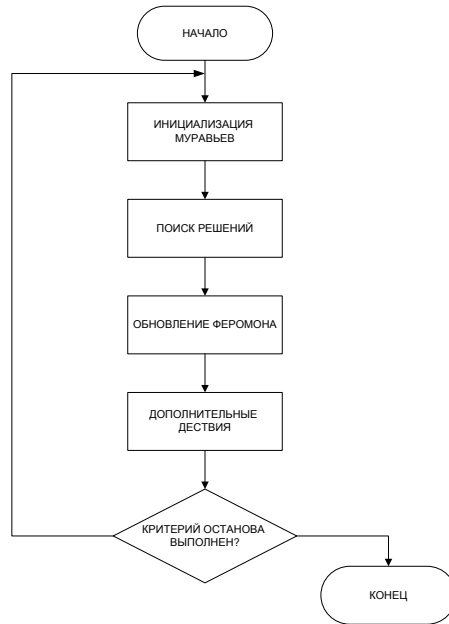 НАЧАЛО
ИНИЦИАЛИЗАЦИЯ
МУРАВЬЕВ
ПОИСК РЕШЕНИЙ
ОБНОВЛЕНИЕ ФЕРОМОНА
ДОПОЛНИТЕЛЬНЫЕ
ДЕСТВИЯ
КРИТЕРИЙ ОСТАНОВА
ВЫПОЛНЕН?
КОНЕЦ